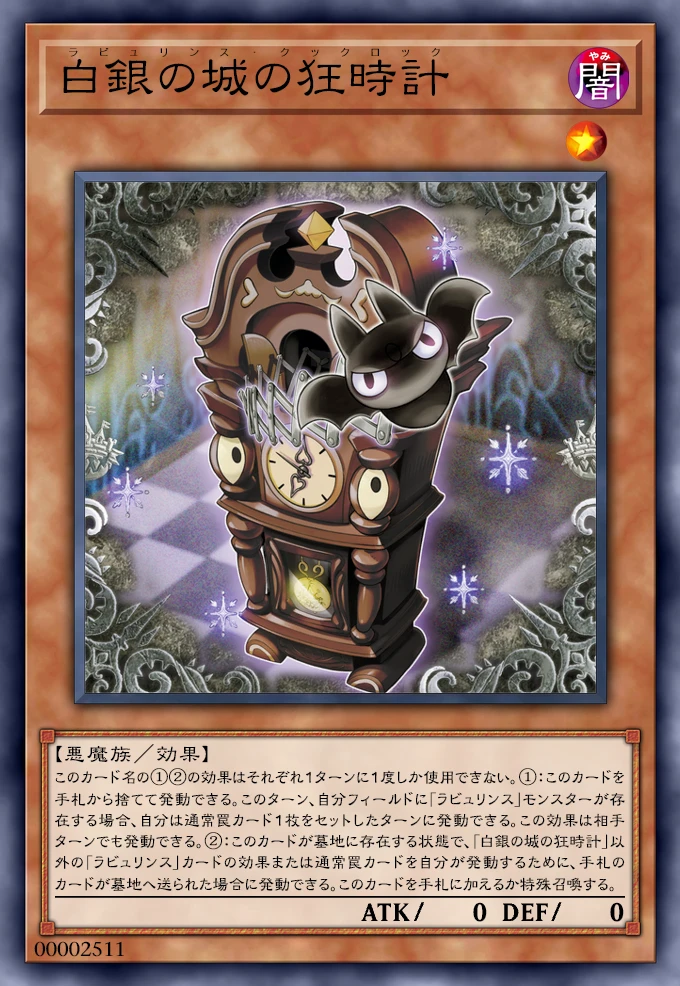 ラビュリンス・クックロック
白銀の城の狂時計
やみ
闇
【悪魔族／効果】
このカード名の①②の効果はそれぞれ1ターンに1度しか使用できない。①：このカードを
手札から捨てて発動できる。このターン、自分フィールドに「ラビュリンス」モンスターが存
在する場合、自分は通常罠カード1枚をセットしたターンに発動できる。この効果は相手
ターンでも発動できる。②：このカードが墓地に存在する状態で、「白銀の城の狂時計」以
外の「ラビュリンス」カードの効果または通常罠カードを自分が発動するために、手札の
カードが墓地へ送られた場合に発動できる。このカードを手札に加えるか特殊召喚する。
ATK/ 0 DEF/ 0
00002511